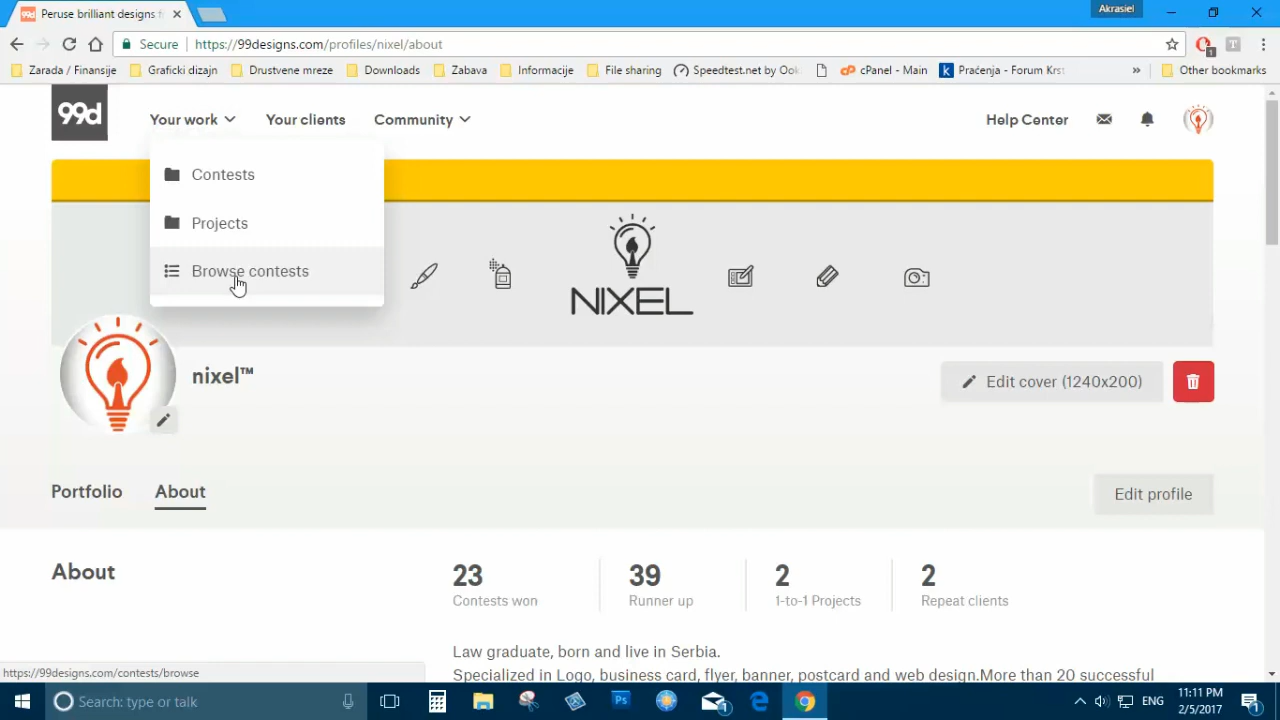 Akrasiel
Peruse brilliant designs f
Secure https://99designs.com/profiles/nixel/about
1
Zarada / Finansije Graficki dizajn Drustvene mreze Downloads Zabava Informacije File sharing Speedtest.net by Ook cPanel - Main Praćenja - Forum Krst » Other bookmarks
99d Your work Your clients Community Help Center
Contests
Projects
Browse contests
NIXEL
nixel™
Edit cover (1240x200)
Portfolio About
Edit profile
About
23 39 2 2
Contests won Runner up 1-to-1 Projects Repeat clients
Law graduate, born and live in Serbia.
Specialized in Logo, business card, flyer, banner, postcard and web design.More than 20 successful
https://99designs.com/contests/browse
Search: type or talk
Ps
1
ENG
11:11 PM
2/5/2017
1